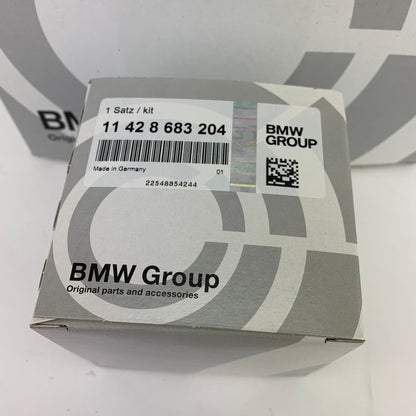 BMW
Origin
1 Satz / kit
11 42 8 683 204
BMW
GROUP
Made in Germany
01
22548854244
BMW Group
Original parts and accessories